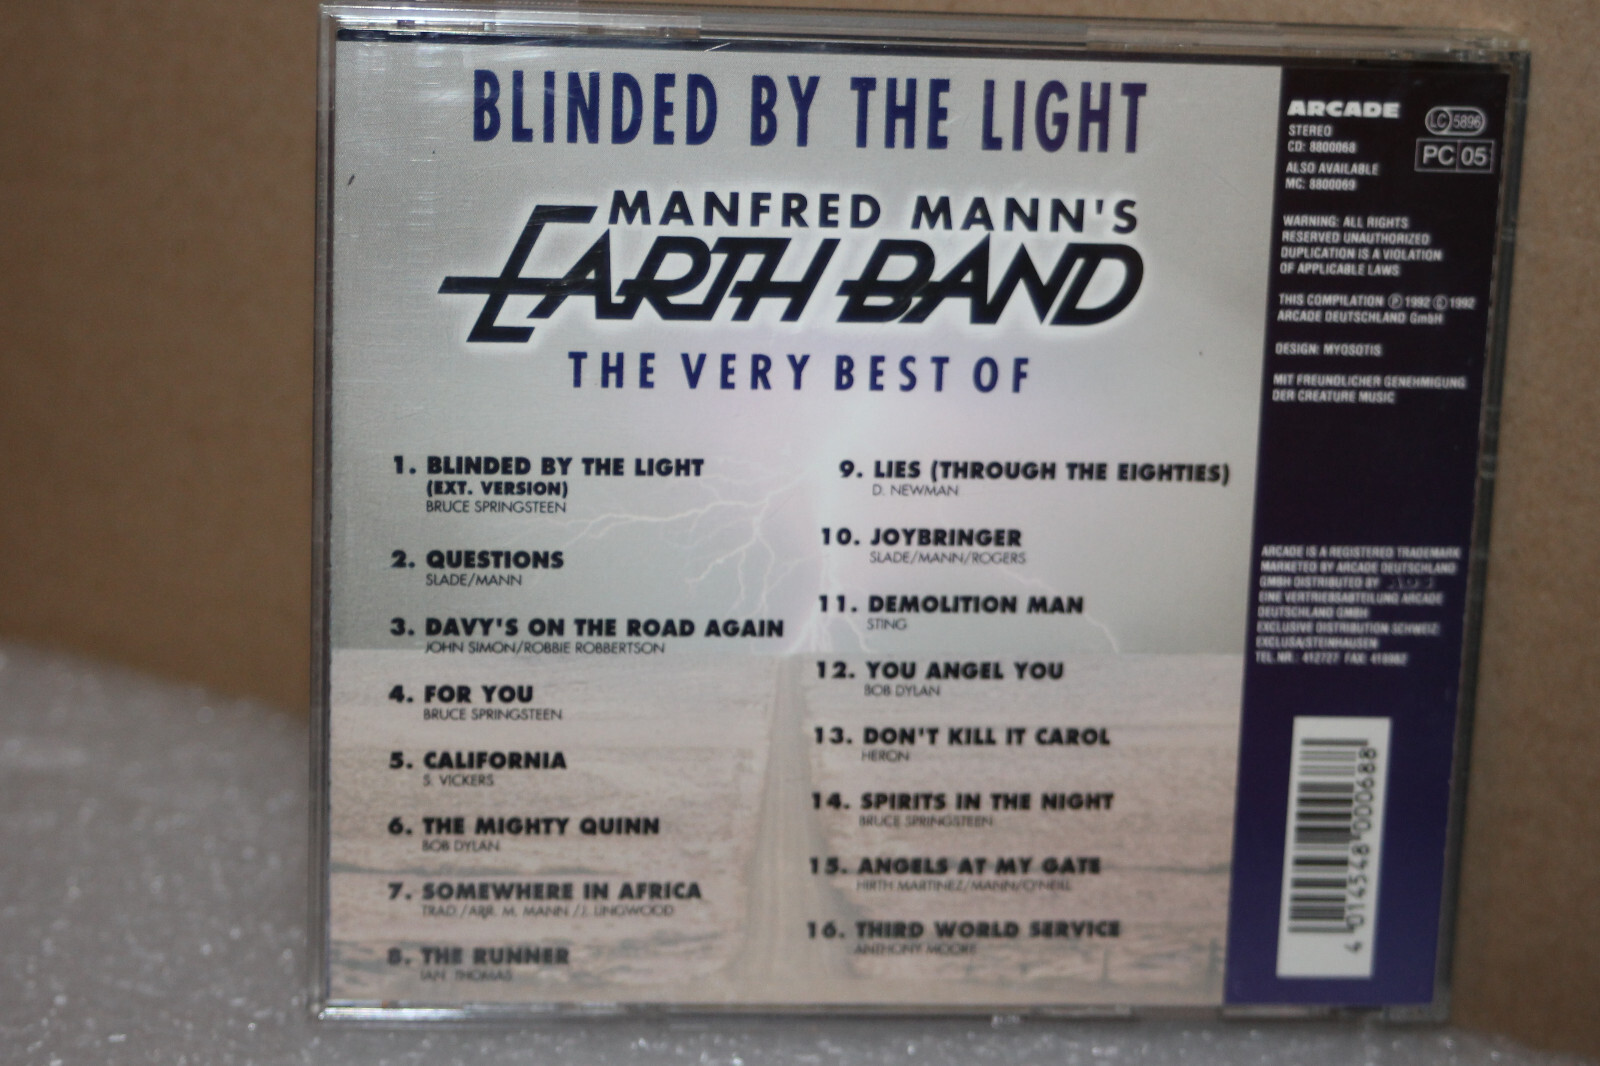 BLINDED BY THE LIGHT
MANFRED MANN'S
EARTH BAND
THE VERY BEST OF
1. BLINDED BY THE LIGHT
(EXT. VERSION)
BRUCE SPRINGSTEEN
2. QUESTIONS
SLADE/MANN
3. DAVY'S ON THE ROAD AGAIN
JOHN SIMON/ROBBIE ROBBERTSON
4. FOR YOU
BRUCE SPRINGSTEEN
5. CALIFORNIA
S. VICKERS
6. THE MIGHTY QUINN
BOB DYLAN
7. SOMEWHERE IN AFRICA
TRAD./ARR. M. MANN /J. LINGWOOD
8. THE RUNNER
IAN THOMAS
9. LIES (THROUGH THE EIGHTIES)
D. NEWMAN
10. JOYBRINGER
SLADE/MANN/ROGERS
11. DEMOLITION MAN
STING
12. YOU ANGEL YOU
BOB DYLAN
13. DON'T KILL IT CAROL
HERON
14. SPIRITS IN THE NIGHT
BRUCE SPRINGSTEEN
15. ANGELS AT MY GATE
HIRTH MARTINEZ/MANN/O'NEILL
16. THIRD WORLD SERVICE
ANTHONY MOORE
ARCADE
STEREO
CD: 8800068
ALSO AVAILABLE
MC: 8800069
LC 5896
PC 05
WARNING: ALL RIGHTS
RESERVED UNAUTHORIZED
DUPLICATION IS A VIOLATION
OF APPLICABLE LAWS
THIS COMPILATION ℗ 1992 © 1992
ARCADE DEUTSCHLAND GmbH
DESIGN: MYOSOTIS
MIT FREUNDLICHER GENEHMIGUNG
DER CREATURE MUSIC
ARCADE IS A REGISTERED TRADEMARK
MARKETED BY ARCADE DEUTSCHLAND
GMBH DISTRIBUTED BY
EINE VERTRIEBSABTEILUNG ARCADE
DEUTSCHLAND GMBH
EXCLUSIVE DISTRIBUTION SCHWEIZ:
EXCLUSA/STEINHAUSEN
TEL. NR.: 412727 FAX:
4 014548 000688